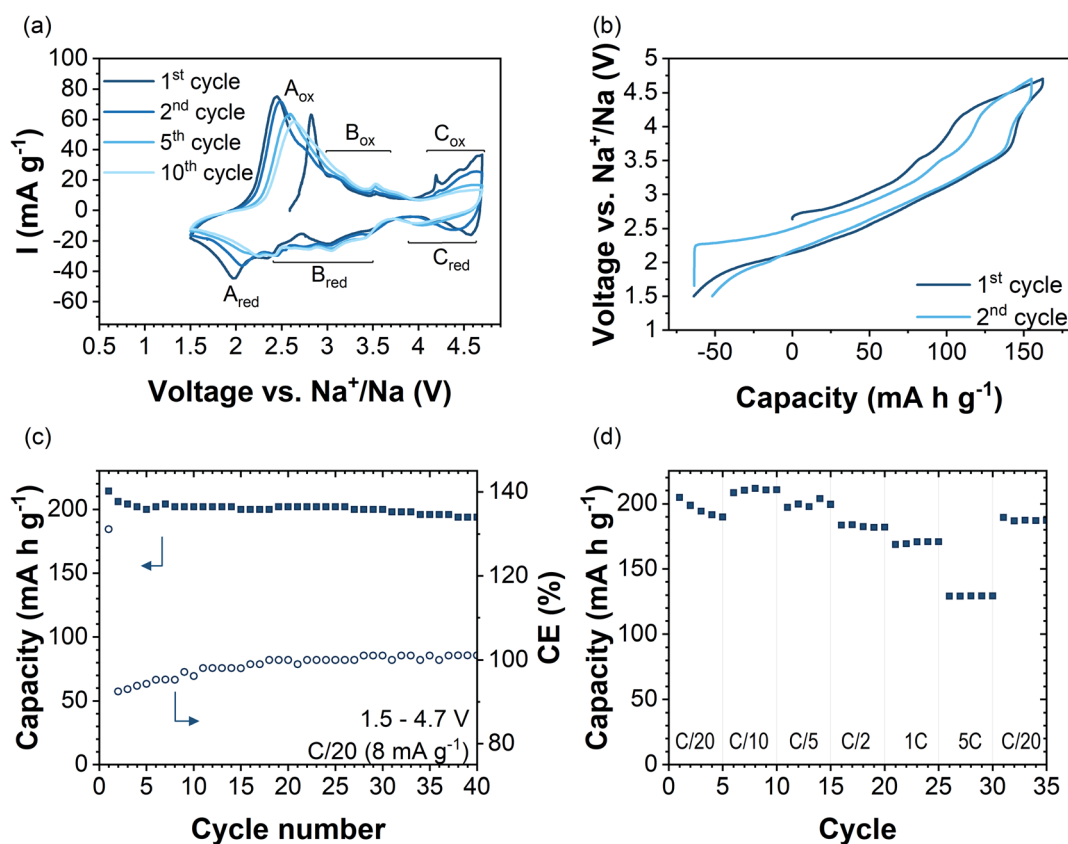 (a)
100
80
60
40
20
0
-20
-40
-60
I (mA g⁻¹)
1ˢᵗ cycle
2ⁿᵈ cycle
5ᵗʰ cycle
10ᵗʰ cycle
Aₒₓ
Bₒₓ
Cₒₓ
A_red
B_red
C_red
0.5 1 1.5 2 2.5 3 3.5 4 4.5
Voltage vs. Na⁺/Na (V)
(b)
5
4.5
4
3.5
3
2.5
2
1.5
1
Voltage vs. Na⁺/Na (V)
1ˢᵗ cycle
2ⁿᵈ cycle
-50 0 50 100 150
Capacity (mA h g⁻¹)
(c)
200
150
100
50
0
Capacity (mA h g⁻¹)
140
130
120
110
100
90
80
CE (%)
1.5 - 4.7 V
C/20 (8 mA g⁻¹)
0 5 10 15 20 25 30 35 40
Cycle number
(d)
200
150
100
50
0
Capacity (mA h g⁻¹)
C/20 C/10 C/5 C/2 1C 5C C/20
0 5 10 15 20 25 30 35
Cycle